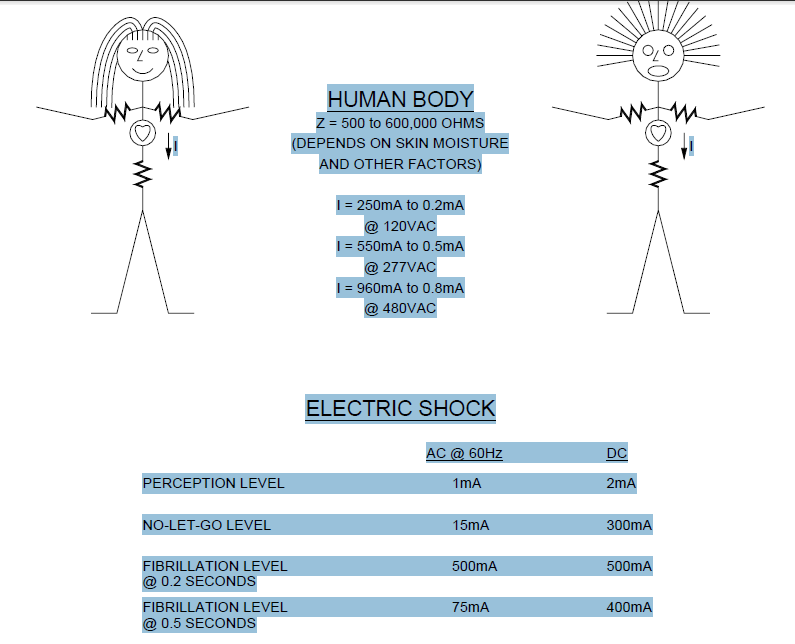 HUMAN BODY
Z = 500 to 600,000 OHMS
(DEPENDS ON SKIN MOISTURE
AND OTHER FACTORS)
I
I
I = 250mA to 0.2mA
@ 120VAC
I = 550mA to 0.5mA
@ 277VAC
I = 960mA to 0.8mA
@ 480VAC
ELECTRIC SHOCK
AC @ 60Hz DC
PERCEPTION LEVEL 1mA 2mA
NO-LET-GO LEVEL 15mA 300mA
FIBRILLATION LEVEL 500mA 500mA
@ 0.2 SECONDS
FIBRILLATION LEVEL 75mA 400mA
@ 0.5 SECONDS